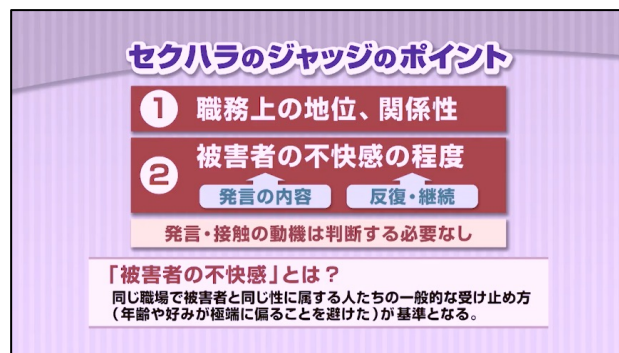 セクハラのジャッジのポイント
1 職務上の地位、関係性
2 被害者の不快感の程度
発言の内容 反復・継続
発言・接触の動機は判断する必要なし
「被害者の不快感」とは?
同じ職場で被害者と同じ性に属する人たちの一般的な受け止め方
(年齢や好みが極端に偏ることを避けた)が基準となる。